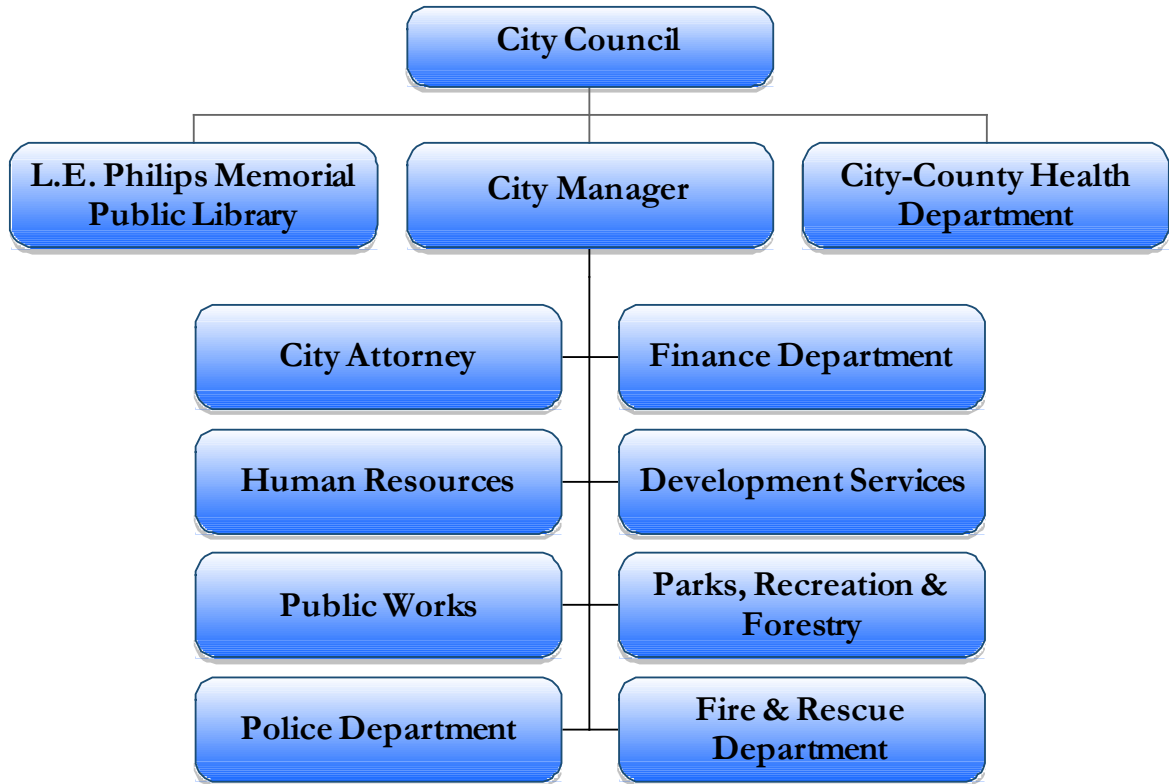 City Council
L.E. Philips Memorial
Public Library
City Manager
City-County Health
Department
City Attorney
Finance Department
Human Resources
Development Services
Public Works
Parks, Recreation &
Forestry
Police Department
Fire & Rescue
Department